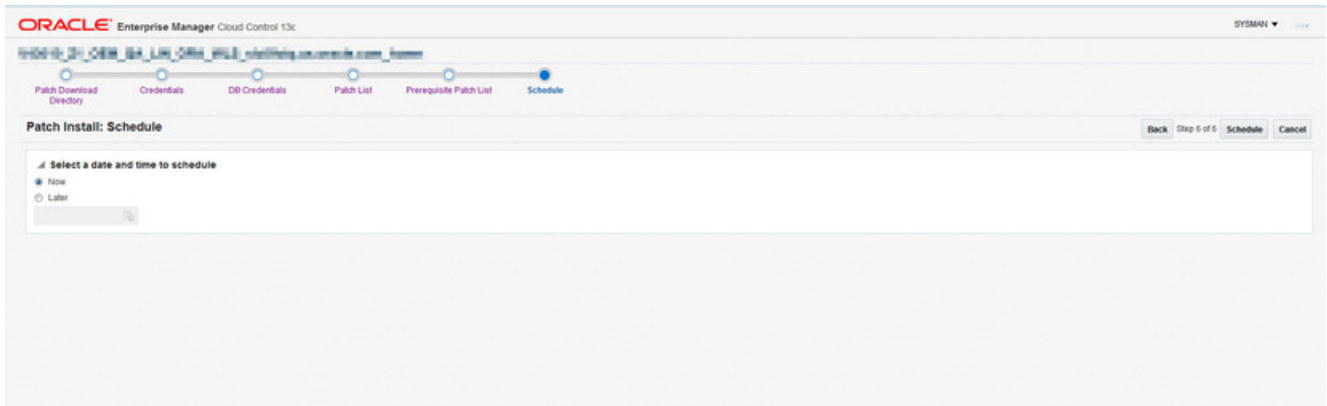 ORACLE Enterprise Manager Cloud Control 13c
SYSMAN
Patch Download Directory
Credentials
DB Credentials
Patch List
Prerequisite Patch List
Schedule
Patch Install: Schedule
Back Step 6 of 6 Schedule Cancel
Select a date and time to schedule
Now
Later